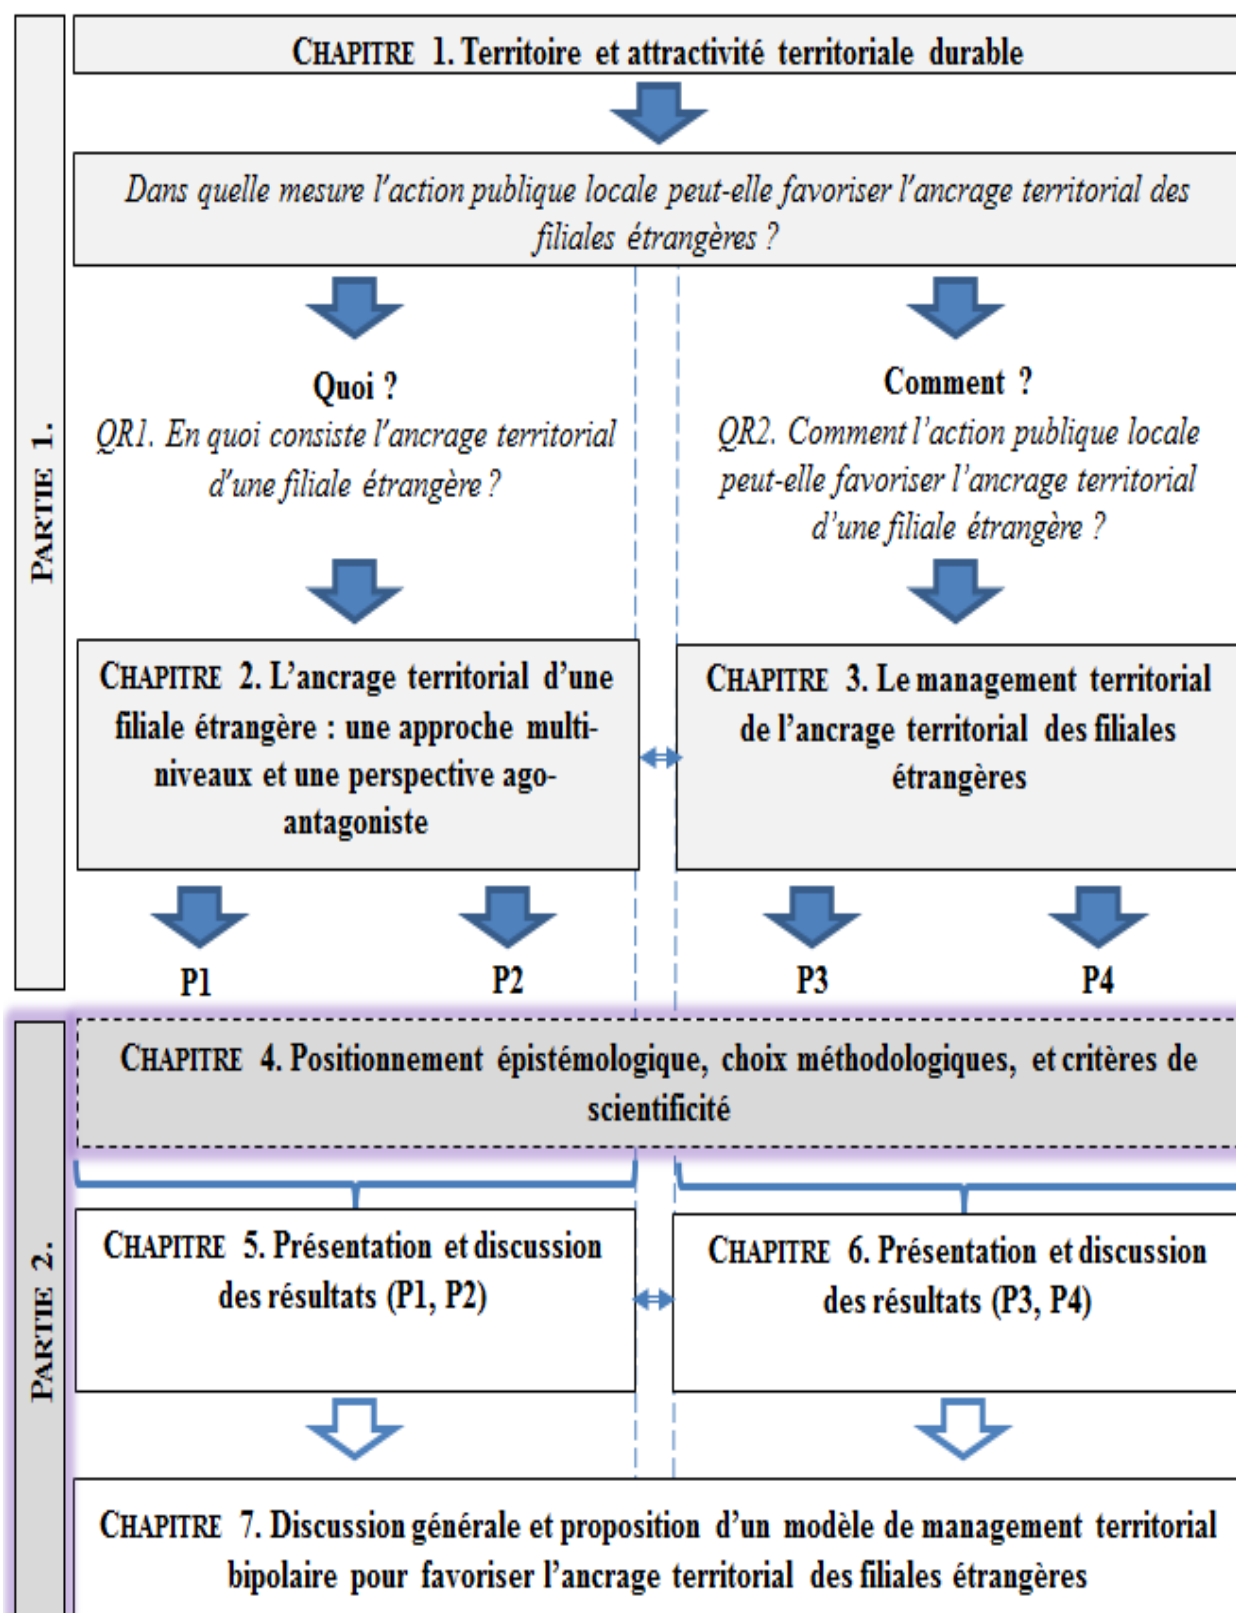 PARTIE 1.
CHAPITRE 1. Territoire et attractivité territoriale durable
Dans quelle mesure l'action publique locale peut-elle favoriser l'ancrage territorial des
filiales étrangères ?
Quoi ?
QR1. En quoi consiste l'ancrage territorial
d'une filiale étrangère ?
Comment ?
QR2. Comment l’action publique locale
peut-elle favoriser l’ancrage territorial
d’une filiale étrangère ?
CHAPITRE 2. L’ancrage territorial d’une
filiale étrangère : une approche multi-
niveaux et une perspective ago-
antagoniste
CHAPITRE 3. Le management territorial
de l’ancrage territorial des filiales
étrangères
P1
P2
P3
P4
PARTIE 2.
CHAPITRE 4. Positionnement épistémologique, choix méthodologiques, et critères de
scientificité
CHAPITRE 5. Présentation et discussion
des résultats (P1, P2)
CHAPITRE 6. Présentation et discussion
des résultats (P3, P4)
CHAPITRE 7. Discussion générale et proposition d’un modèle de management territorial
bipolaire pour favoriser l’ancrage territorial des filiales étrangères